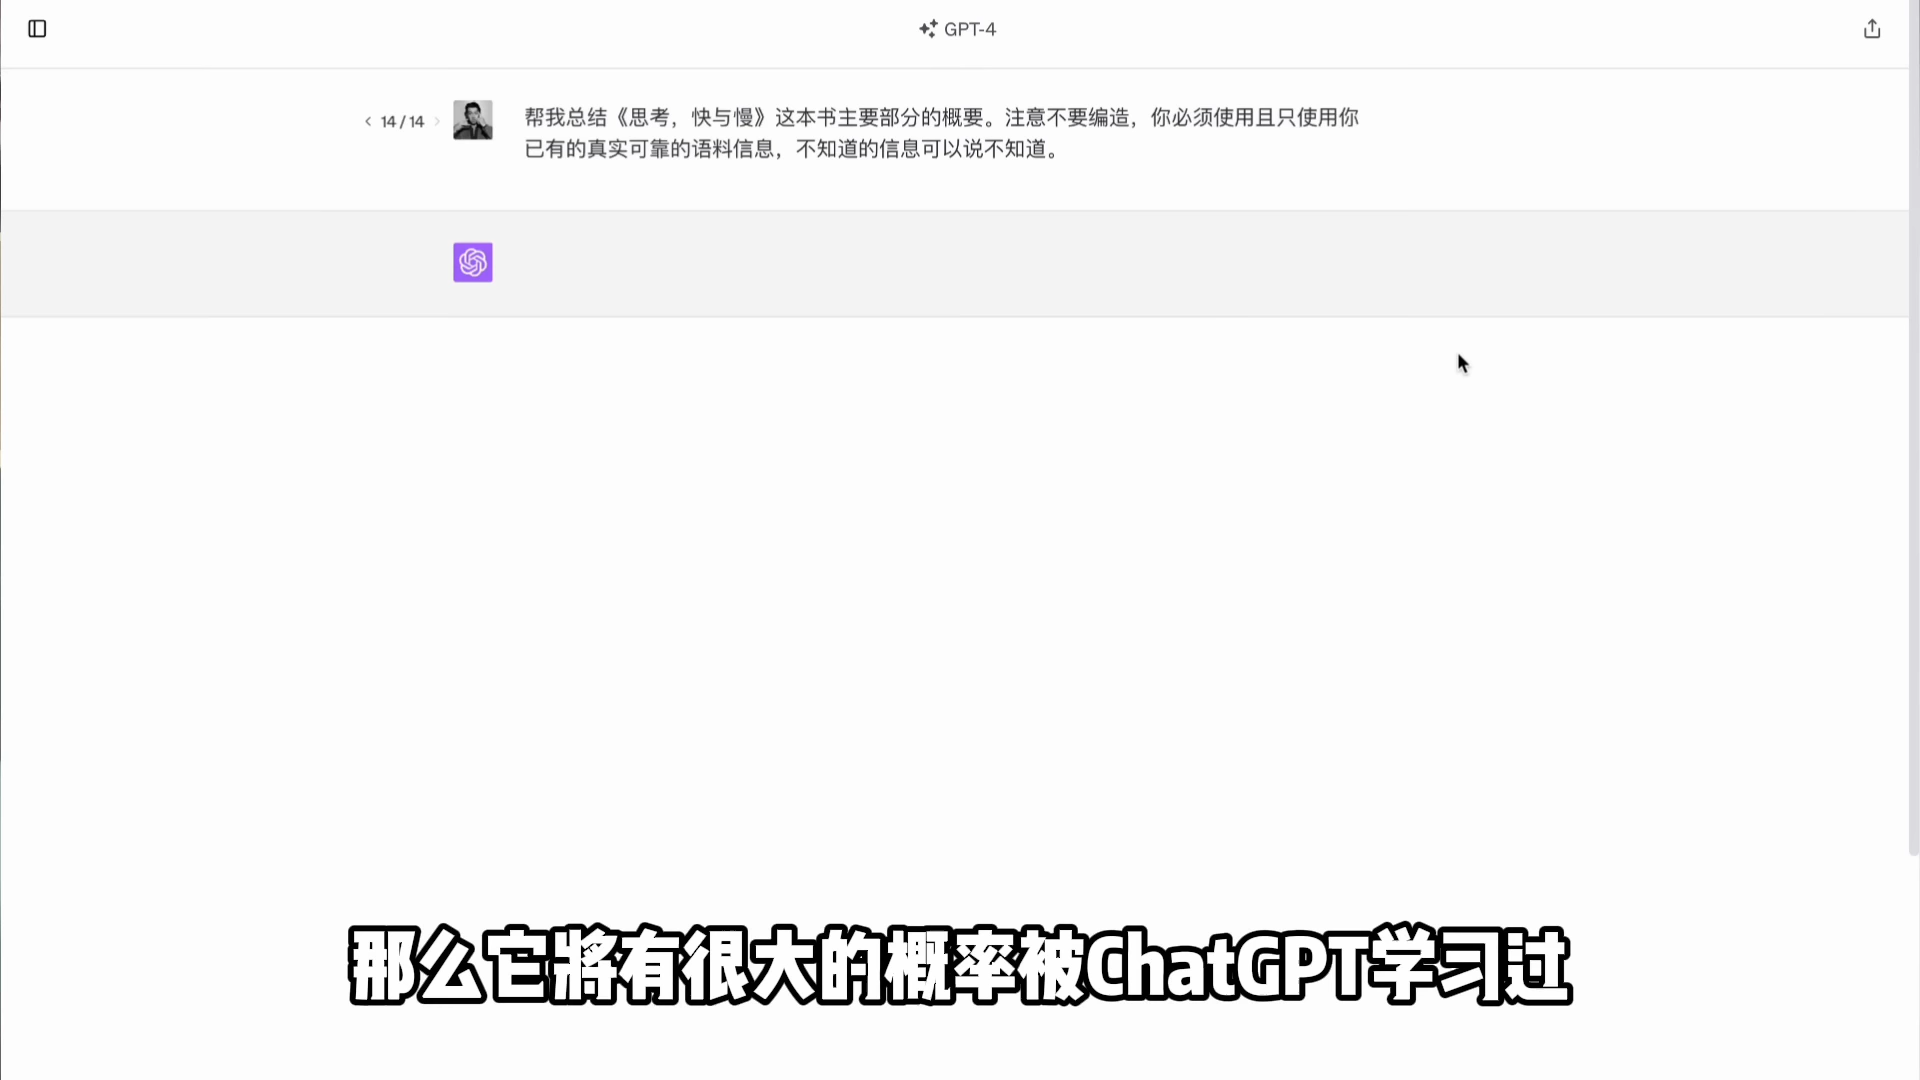 GPT-4
< 14 / 14 >
帮我总结《思考，快与慢》这本书主要部分的概要。注意不要编造，你必须使用且只使用你
已有的真实可靠的语料信息，不知道的信息可以说不知道。
那么它將有很大的概率被ChatGPT学习过